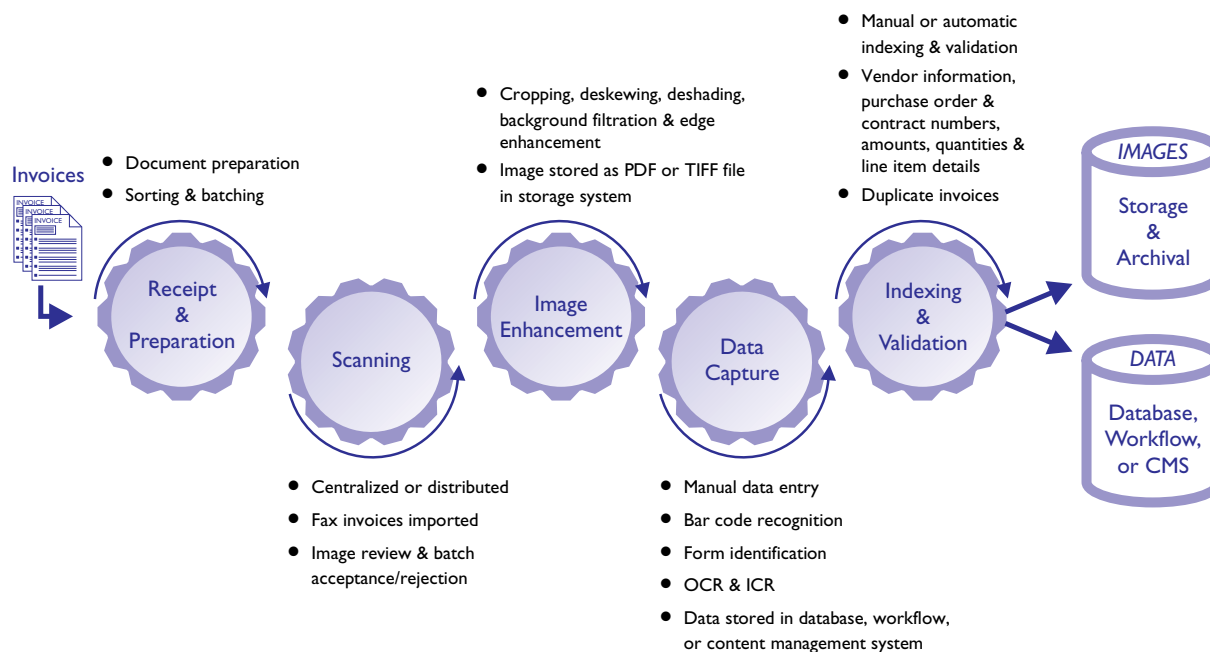 Invoices
INVOICE
INVOICE
INVOICE
● Document preparation
● Sorting & batching
Receipt
&
Preparation
Scanning
● Centralized or distributed
● Fax invoices imported
● Image review & batch
acceptance/rejection
● Cropping, deskewing, deshading,
background filtration & edge
enhancement
● Image stored as PDF or TIFF file
in storage system
Image
Enhancement
Data
Capture
● Manual data entry
● Bar code recognition
● Form identification
● OCR & ICR
● Data stored in database, workflow,
or content management system
● Manual or automatic
indexing & validation
● Vendor information,
purchase order &
contract numbers,
amounts, quantities &
line item details
● Duplicate invoices
Indexing
&
Validation
IMAGES
Storage
&
Archival
DATA
Database,
Workflow,
or CMS